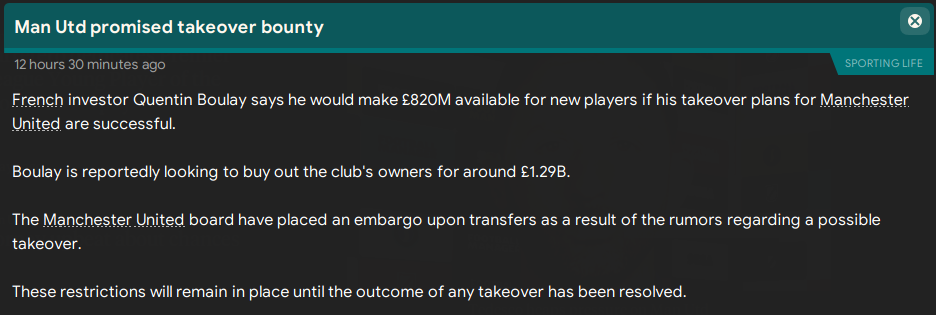 Man Utd promised takeover bounty
12 hours 30 minutes ago
SPORTING LIFE
French investor Quentin Boulay says he would make £820M available for new players if his takeover plans for Manchester
United are successful.
Boulay is reportedly looking to buy out the club's owners for around £1.29B.
The Manchester United board have placed an embargo upon transfers as a result of the rumors regarding a possible
takeover.
These restrictions will remain in place until the outcome of any takeover has been resolved.